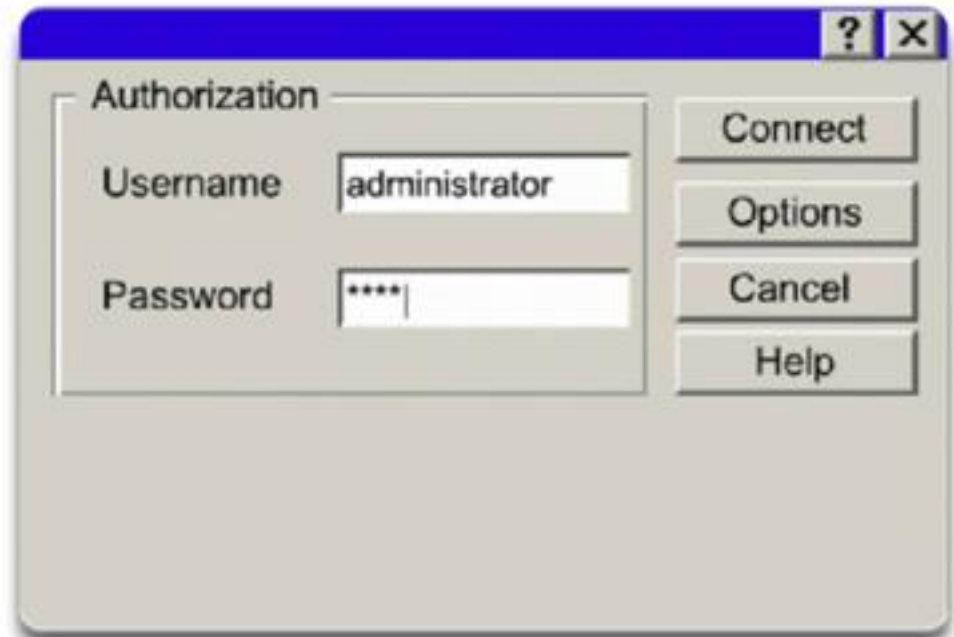 ?
Authorization
Connect
Username administrator
Options
Password ****
Cancel
Help